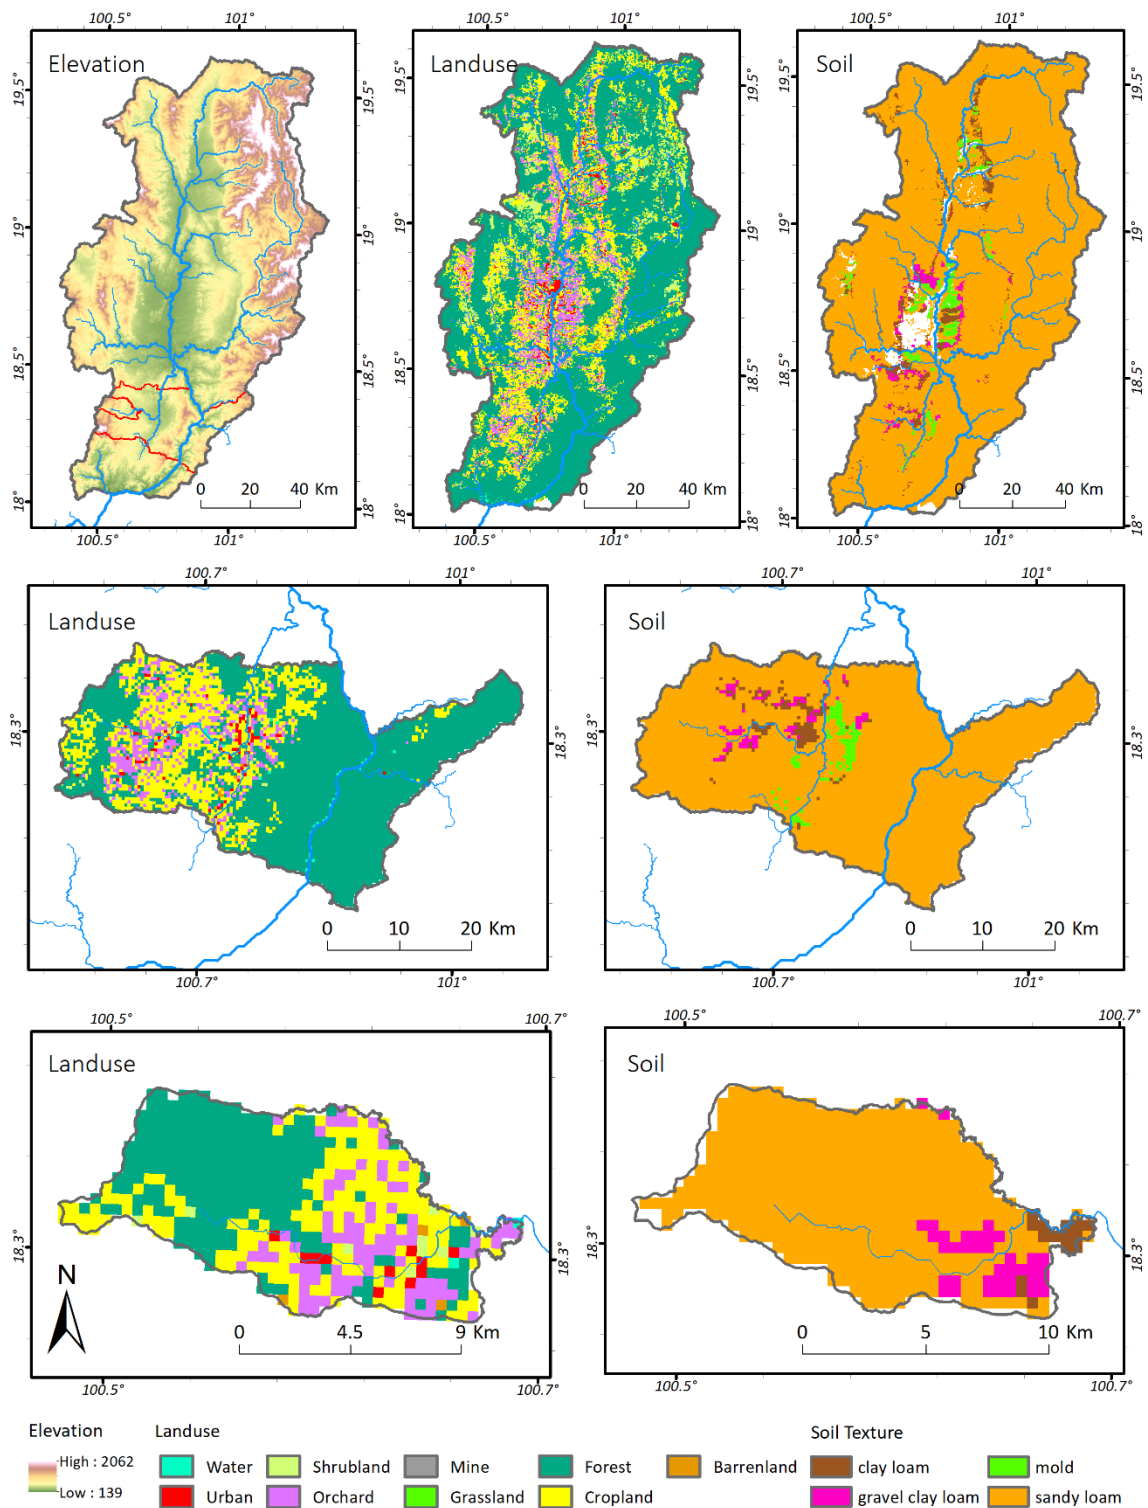 100.5° 101°
100.5° 101°
100.5° 101°
Elevation
Landuse
Soil
19.5°
19.5°
19.5°
19.5°
19.5°
19.5°
19°
19°
19°
19°
19°
19°
18.5°
18.5°
18.5°
18.5°
18.5°
18.5°
18°
18°
18°
18°
18°
18°
0 20 40 Km
0 20 40 Km
0 20 40 Km
100.5° 101°
100.5° 101°
100.5° 101°
100.7° 101°
100.7° 101°
Landuse
Soil
18.3°
18.3°
18.3°
18.3°
0 10 20 Km
0 10 20 Km
100.7° 101°
100.7° 101°
100.5° 100.7°
100.5° 100.7°
Landuse
Soil
18.3°
18.3°
18.3°
18.3°
N
0 4.5 9 Km
0 5 10 Km
100.5° 100.7°
100.5° 100.7°
Elevation
High : 2062
Low : 139
Landuse
Water Shrubland Mine Forest Barrenland
Urban Orchard Grassland Cropland
Soil Texture
clay loam mold
gravel clay loam sandy loam